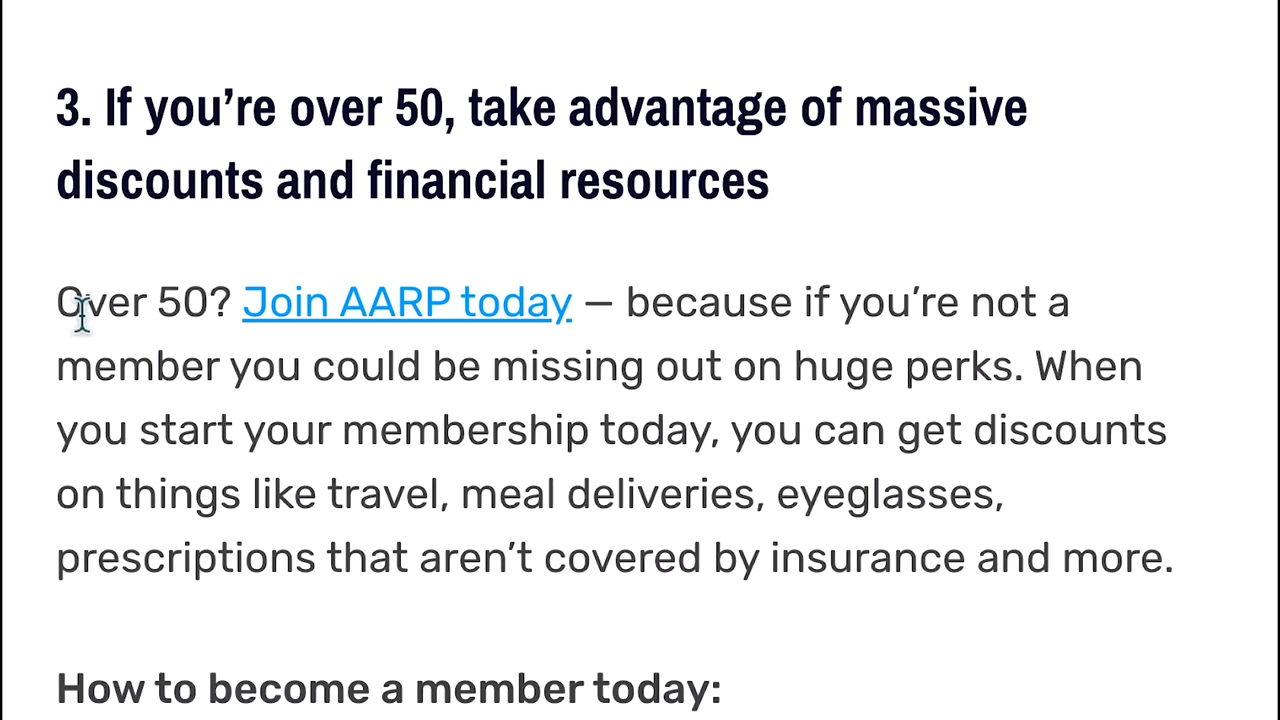 3. If you’re over 50, take advantage of massive
discounts and financial resources
Over 50? Join AARP today — because if you’re not a
member you could be missing out on huge perks. When
you start your membership today, you can get discounts
on things like travel, meal deliveries, eyeglasses,
prescriptions that aren’t covered by insurance and more.
How to become a member today: